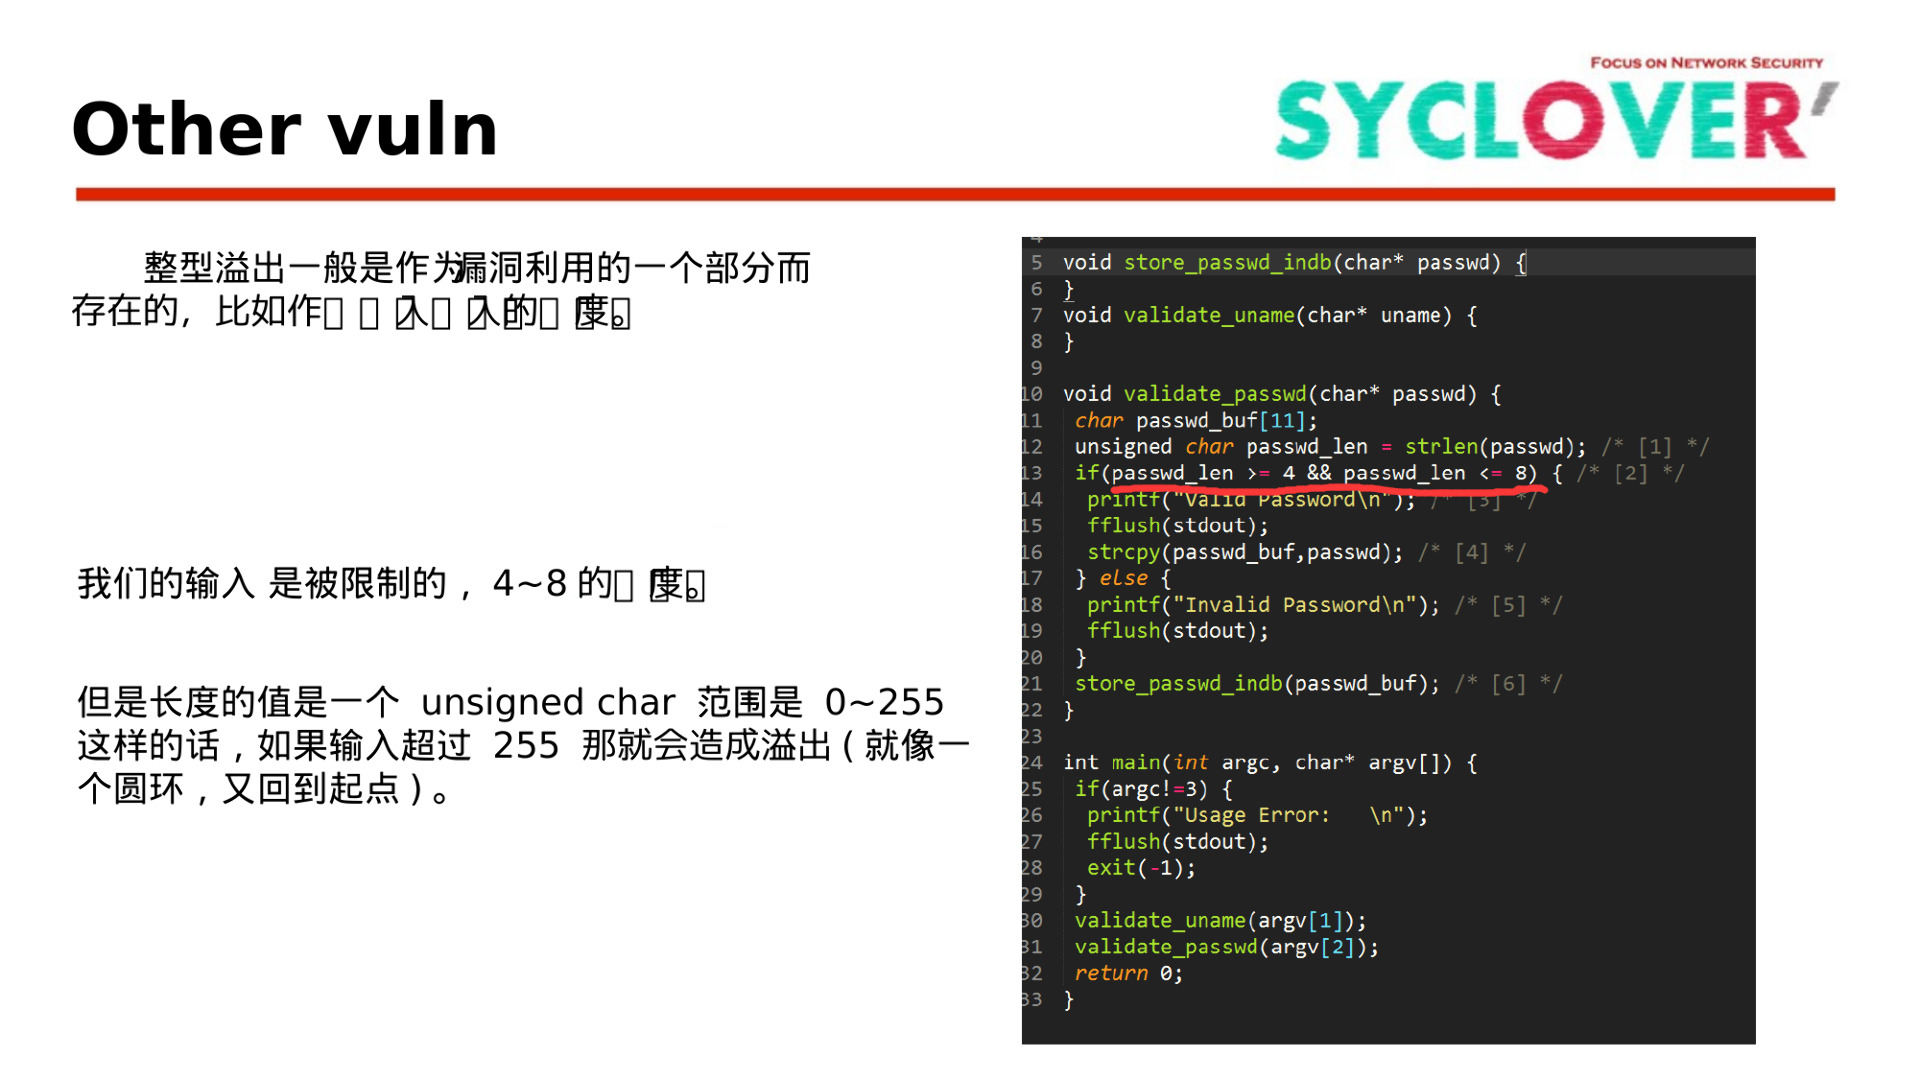 FOCUS ON NETWORK SECURITY
SYCLOVER
Other vuln
整型溢出一般是作为漏洞利用的一个部分而
存在的，比如作 入 入的 度。
我们的输入 是被限制的，4~8 的 度。
但是长度的值是一个 unsigned char 范围是 0~255
这样的话，如果输入超过 255 那就会造成溢出(就像一
个圆环，又回到起点)。
5 void store_passwd_indb(char* passwd) {
6 }
7 void validate_uname(char* uname) {
8 }
9
10 void validate_passwd(char* passwd) {
11 char passwd_buf[11];
12 unsigned char passwd_len = strlen(passwd); /* [1] */
13 if(passwd_len >= 4 && passwd_len <= 8) { /* [2] */
14 printf("Valid Password\n"); /* [3] */
15 fflush(stdout);
16 strcpy(passwd_buf,passwd); /* [4] */
17 } else {
18 printf("Invalid Password\n"); /* [5] */
19 fflush(stdout);
20 }
21 store_passwd_indb(passwd_buf); /* [6] */
22 }
23
24 int main(int argc, char* argv[]) {
25 if(argc!=3) {
26 printf("Usage Error:   \n");
27 fflush(stdout);
28 exit(-1);
29 }
30 validate_uname(argv[1]);
31 validate_passwd(argv[2]);
32 return 0;
33 }